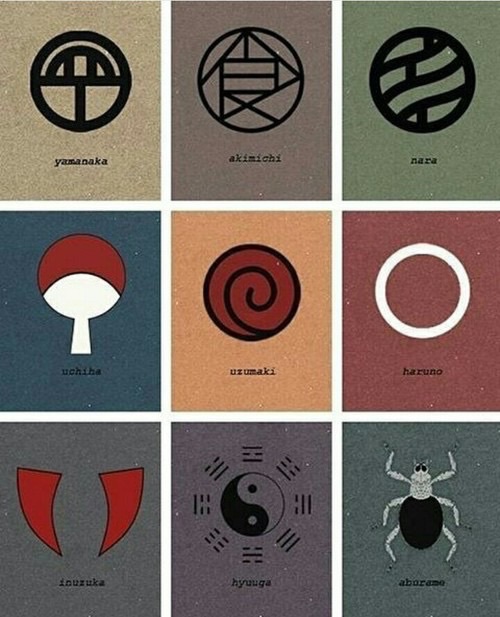 yamanaka
akimichi
nara
uchiha
uzumaki
haruno
inuzuka
hyuuga
aburame